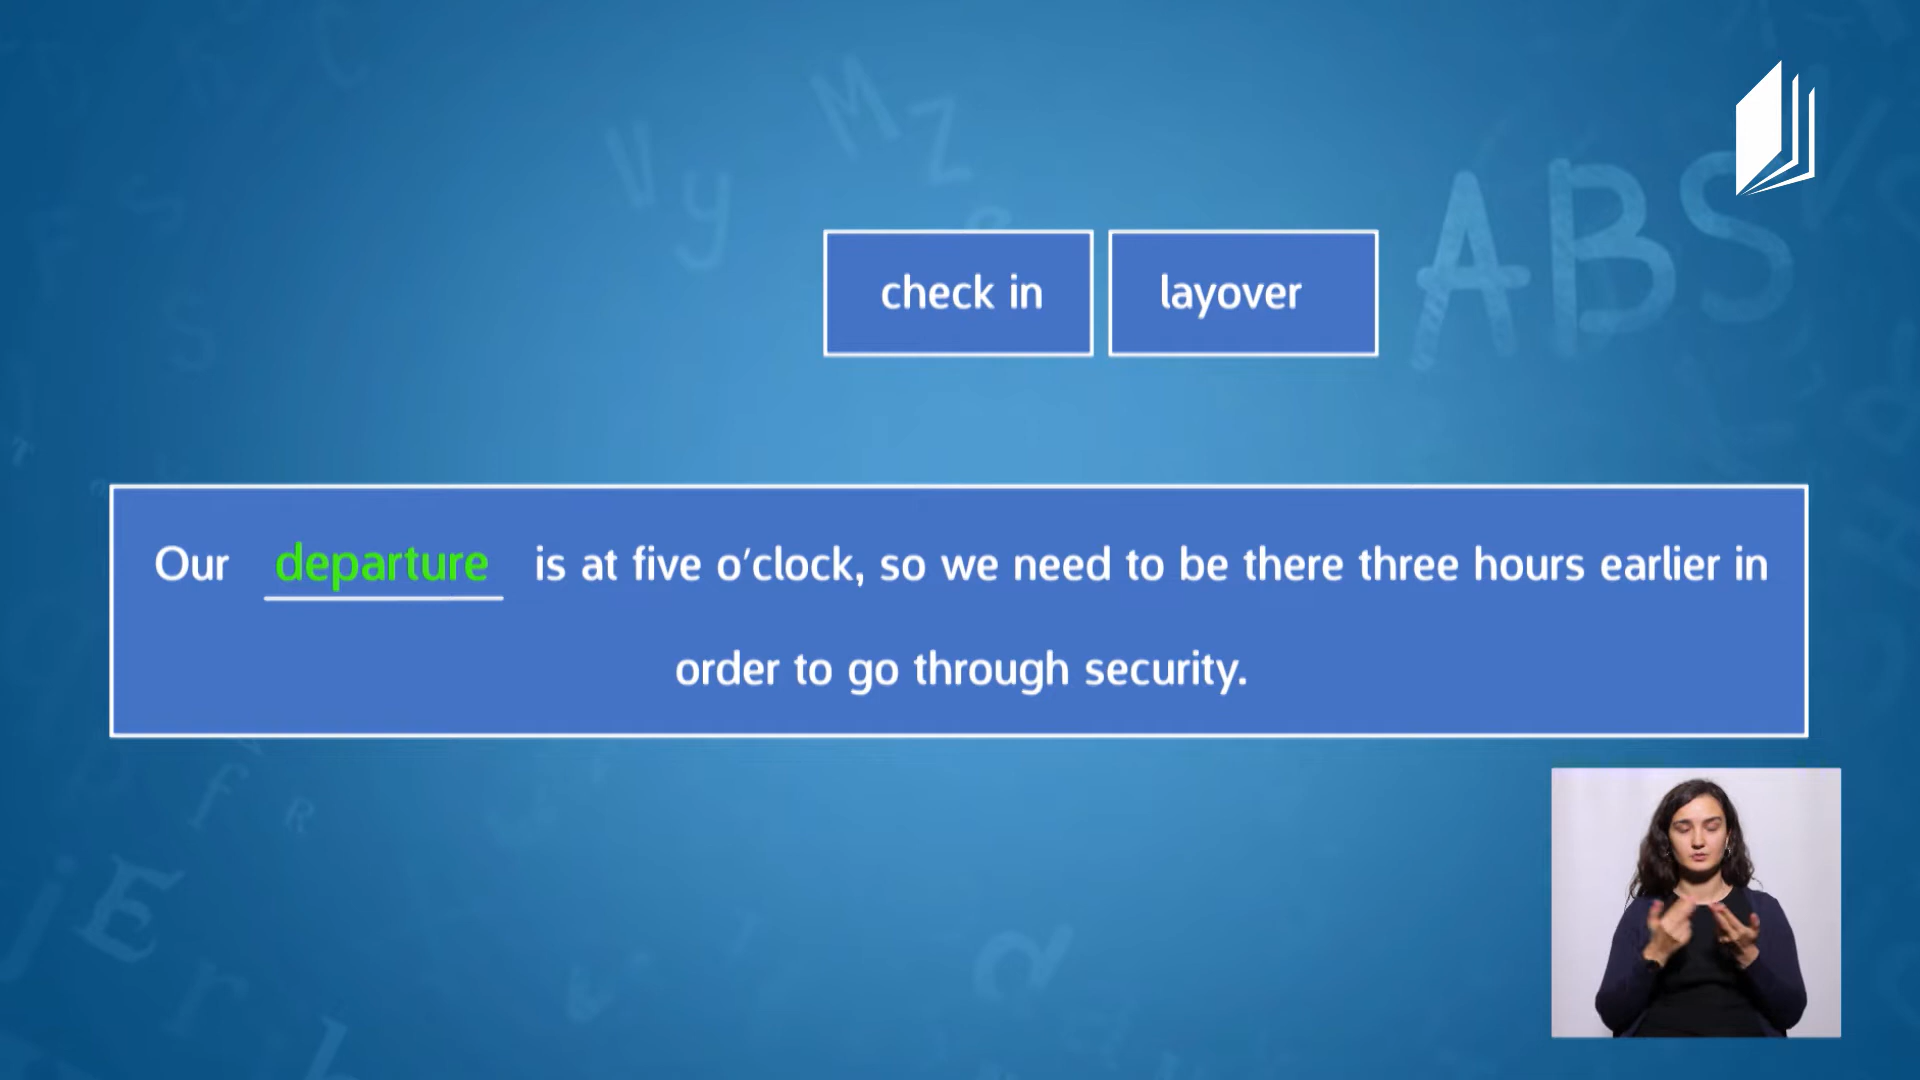 check in
layover
Our departure is at five o’clock, so we need to be there three hours earlier in
order to go through security.